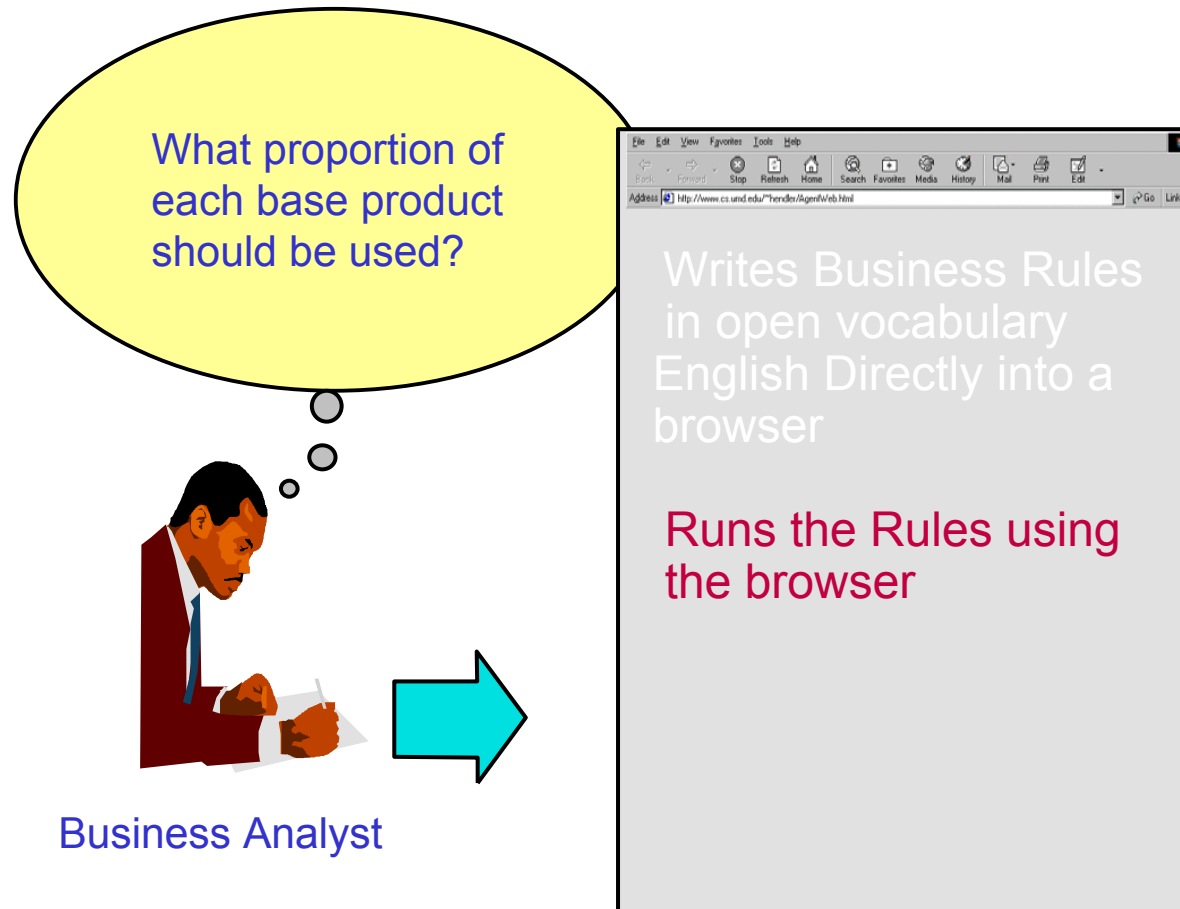 What proportion of
each base product
should be used?
File Edit View Favorites Tools Help
Back Forward Stop Refresh Home Search Favorites Media History Mail Print Edit
Address http://www.cs.umd.edu/~hendler/AgentWeb.html Go Link
Writes Business Rules
in open vocabulary
English Directly into a
browser
Runs the Rules using
the browser
Business Analyst